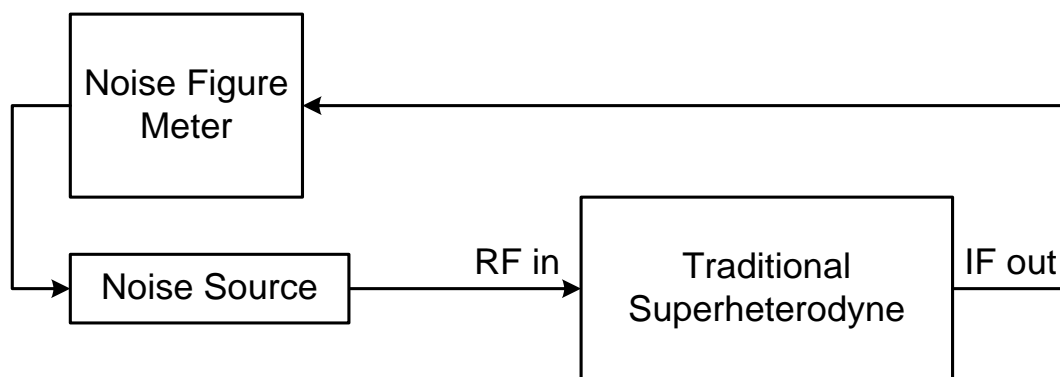 Noise Figure
Meter
RF in
Traditional
Superheterodyne
IF out
Noise Source